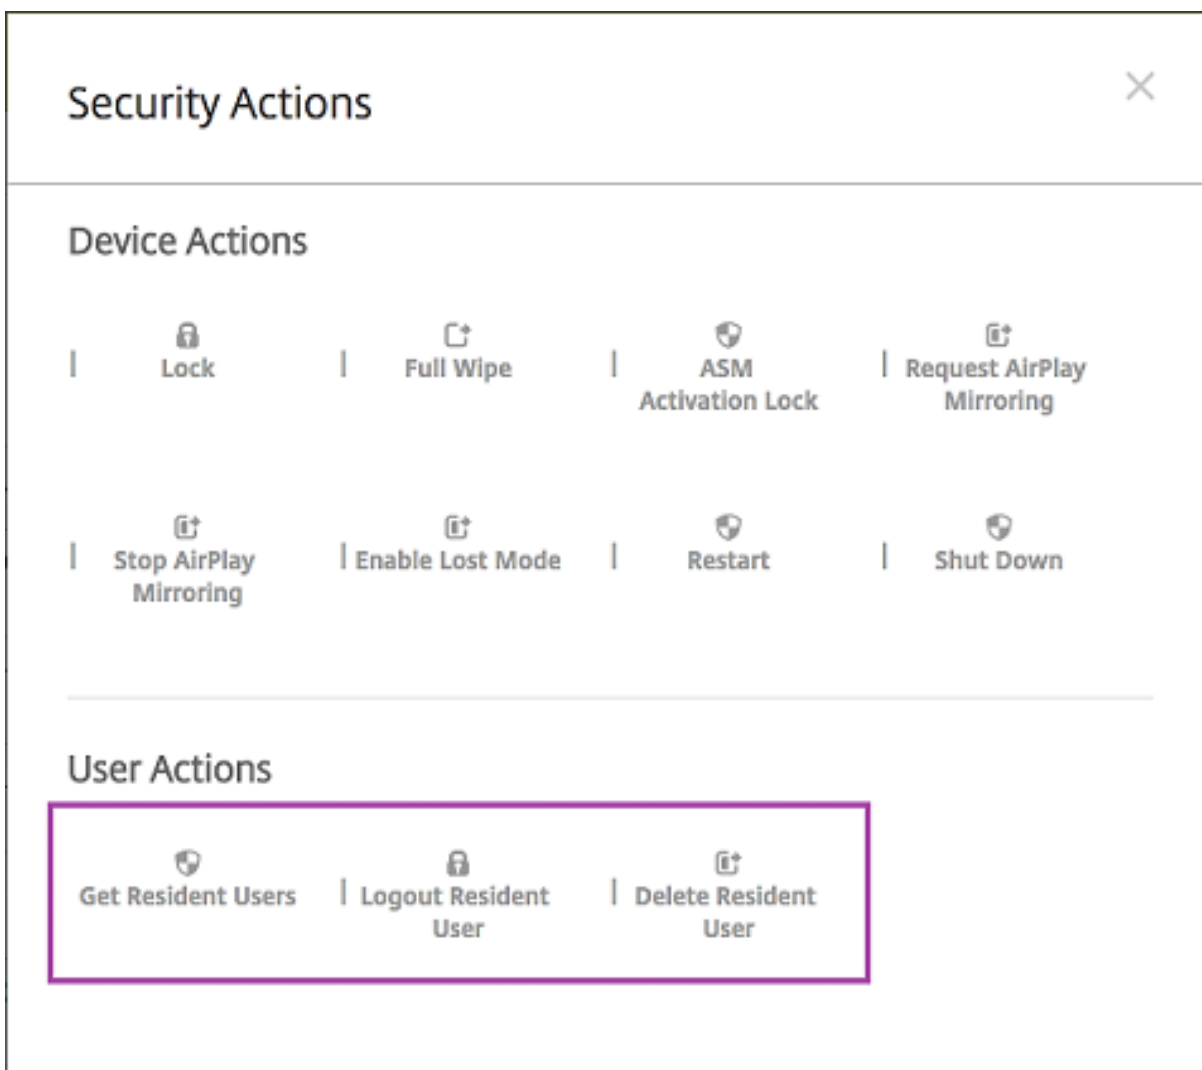 Security Actions
Device Actions
Lock
Full Wipe
ASM
Activation Lock
Request AirPlay
Mirroring
Stop AirPlay
Mirroring
Enable Lost Mode
Restart
Shut Down
User Actions
Get Resident Users
Logout Resident
User
Delete Resident
User